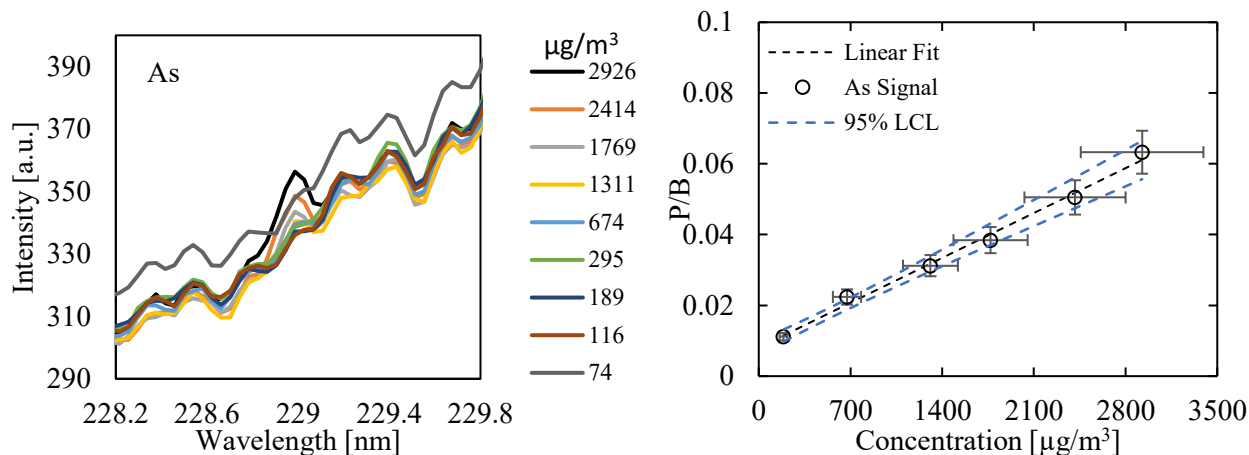 As
Intensity [a.u.]
390
370
350
330
310
290
228.2 228.6 229 229.4 229.8
Wavelength [nm]
µg/m³
2926
2414
1769
1311
674
295
189
116
74
P/B
0.1
0.08
0.06
0.04
0.02
0
Linear Fit
As Signal
95% LCL
0 700 1400 2100 2800 3500
Concentration [µg/m³]